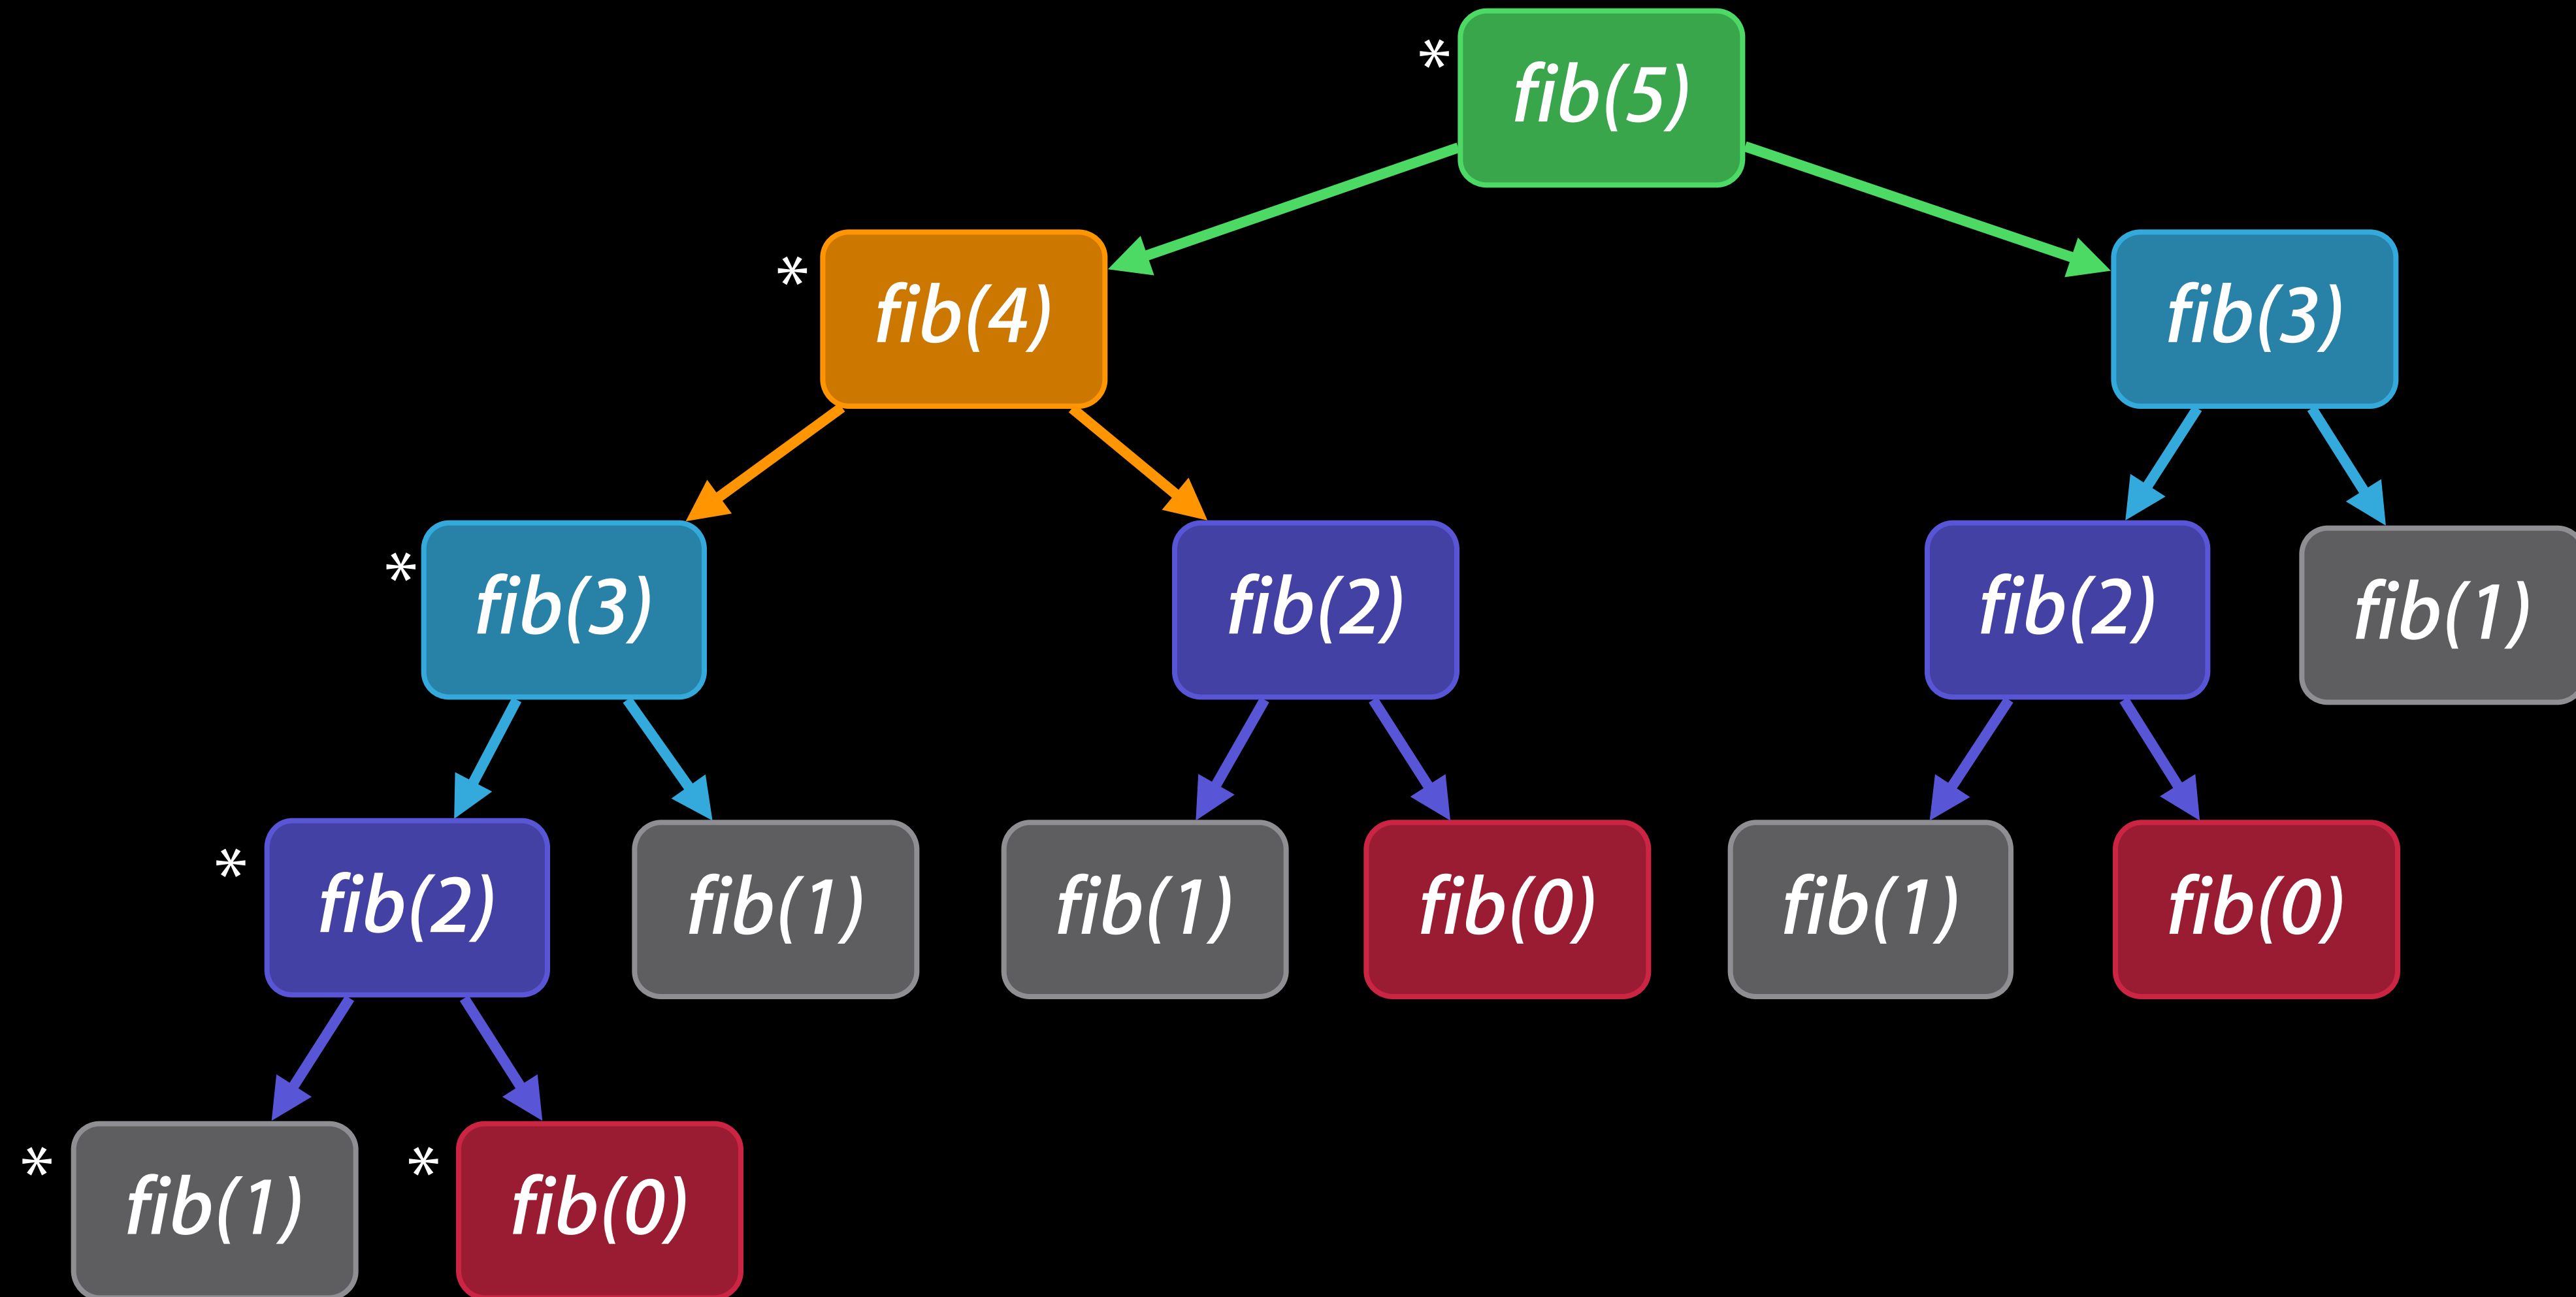 * fib(5)
* fib(4)
fib(3)
* fib(3)
fib(2)
fib(2)
fib(1)
* fib(2)
fib(1)
fib(1)
fib(0)
fib(1)
fib(0)
* fib(1)
* fib(0)